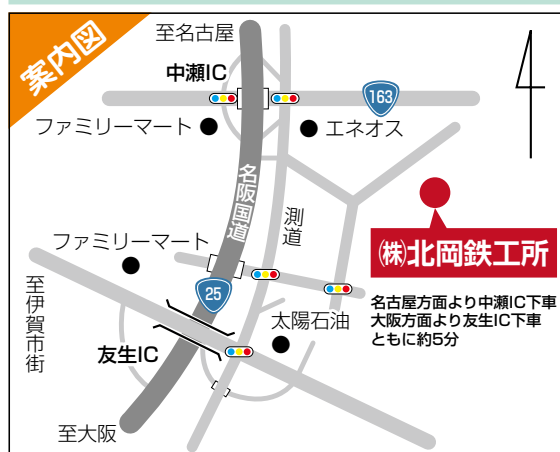 案内図
至名古屋
中瀬IC
163
ファミリーマート
エネオス
名阪国道
測道
(株)北岡鉄工所
ファミリーマート
25
名古屋方面より中瀬IC下車
大阪方面より友生IC下車
ともに約5分
至伊賀市街
太陽石油
友生IC
至大阪